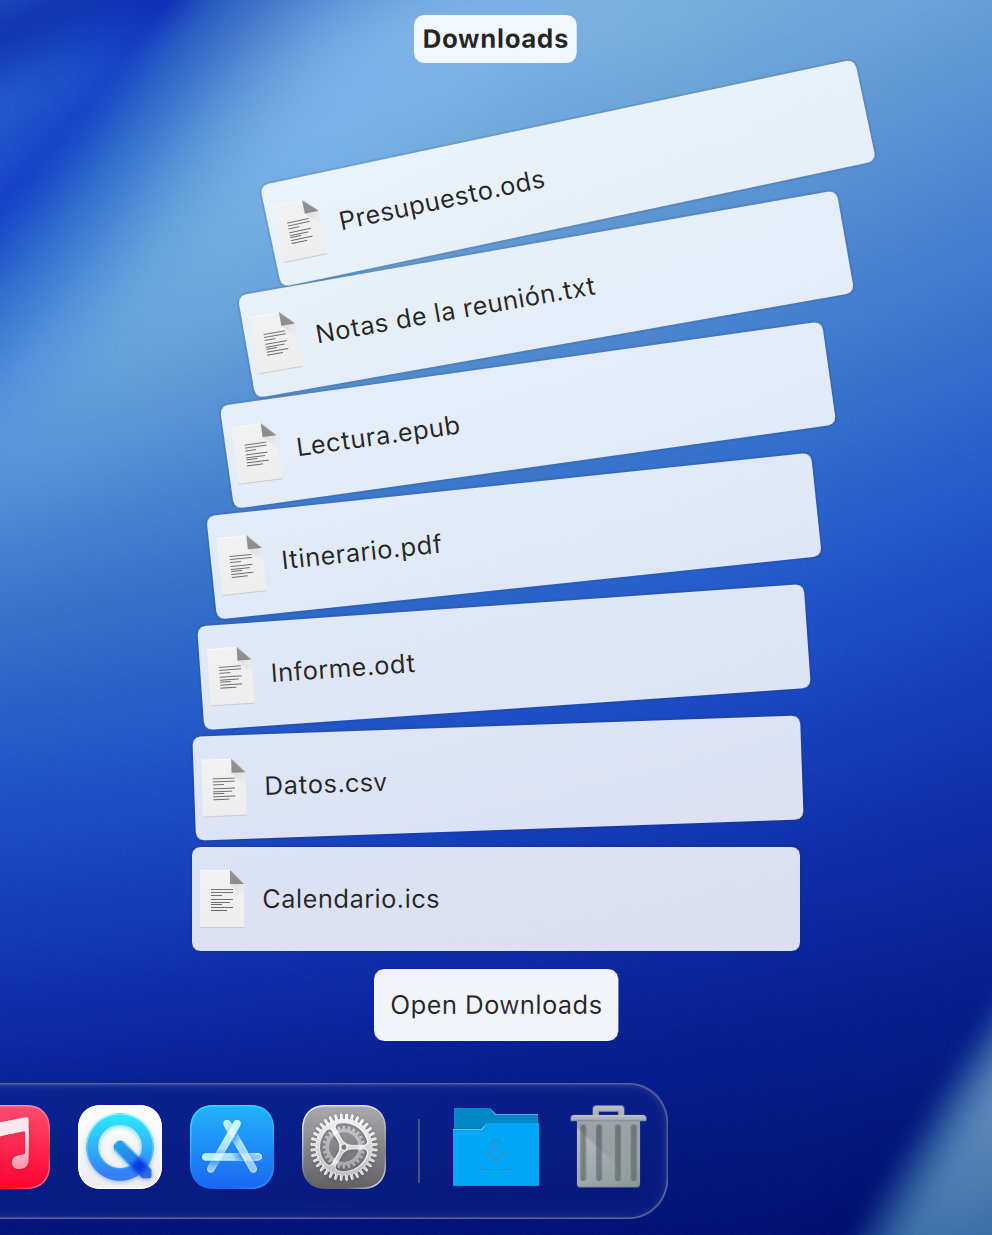 Downloads
Presupuesto.ods
Notas de la reunión.txt
Lectura.epub
Itinerario.pdf
Informe.odt
Datos.csv
Calendario.ics
Open Downloads